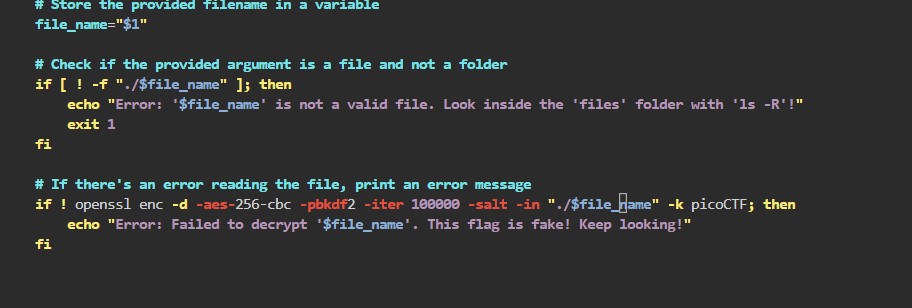 # Store the provided filename in a variable
file_name="$1"
# Check if the provided argument is a file and not a folder
if [ ! -f "./$file_name" ]; then
echo "Error: '$file_name' is not a valid file. Look inside the 'files' folder with 'ls -R'!"
exit 1
fi
# If there's an error reading the file, print an error message
if ! openssl enc -d -aes-256-cbc -pbkdf2 -iter 100000 -salt -in "./$file_name" -k picoCTF; then
echo "Error: Failed to decrypt '$file_name'. This flag is fake! Keep looking!"
fi